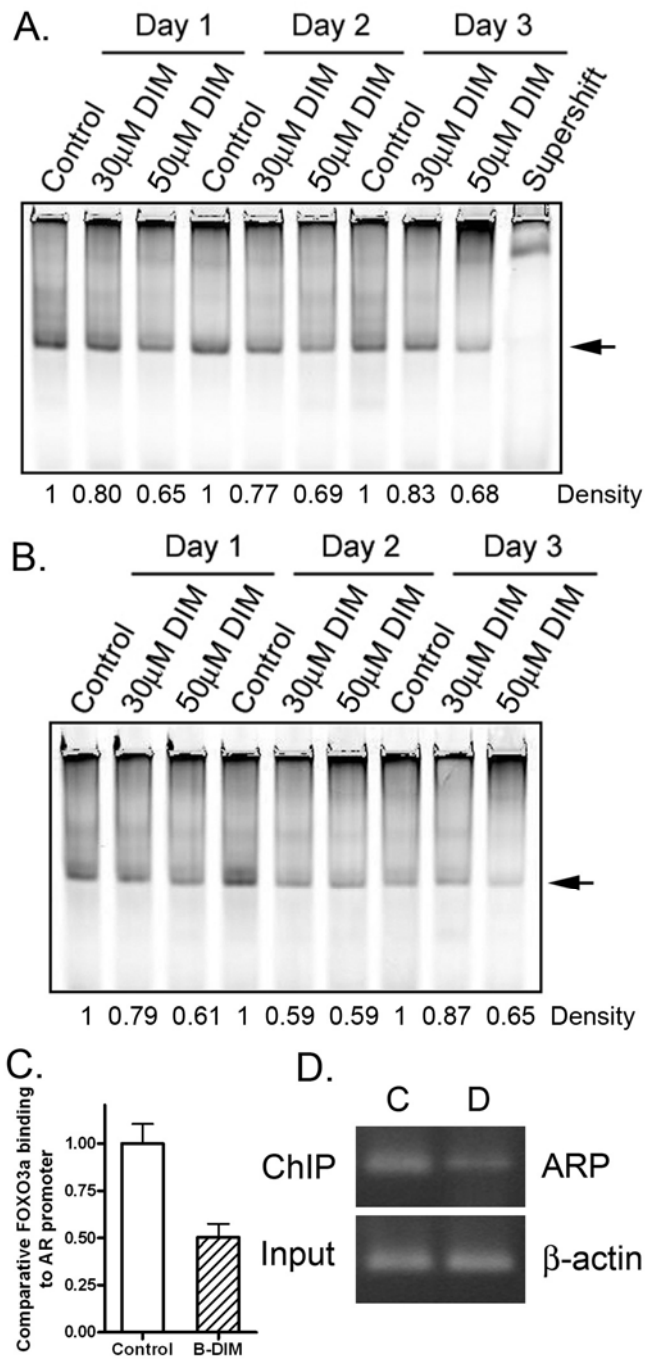 A.
Day 1 Day 2 Day 3
Control 30µM DIM 50µM DIM Control 30µM DIM 50µM DIM Control 30µM DIM 50µM DIM Supershift
1 0.80 0.65 1 0.77 0.69 1 0.83 0.68 Density
B.
Day 1 Day 2 Day 3
Control 30µM DIM 50µM DIM Control 30µM DIM 50µM DIM Control 30µM DIM 50µM DIM
1 0.79 0.61 1 0.59 0.59 1 0.87 0.65 Density
C.
Comparative FOXO3a binding
to AR promoter
1.00
0.75
0.50
0.25
0.00
Control B-DIM
D.
C D
ChIP ARP
Input β-actin